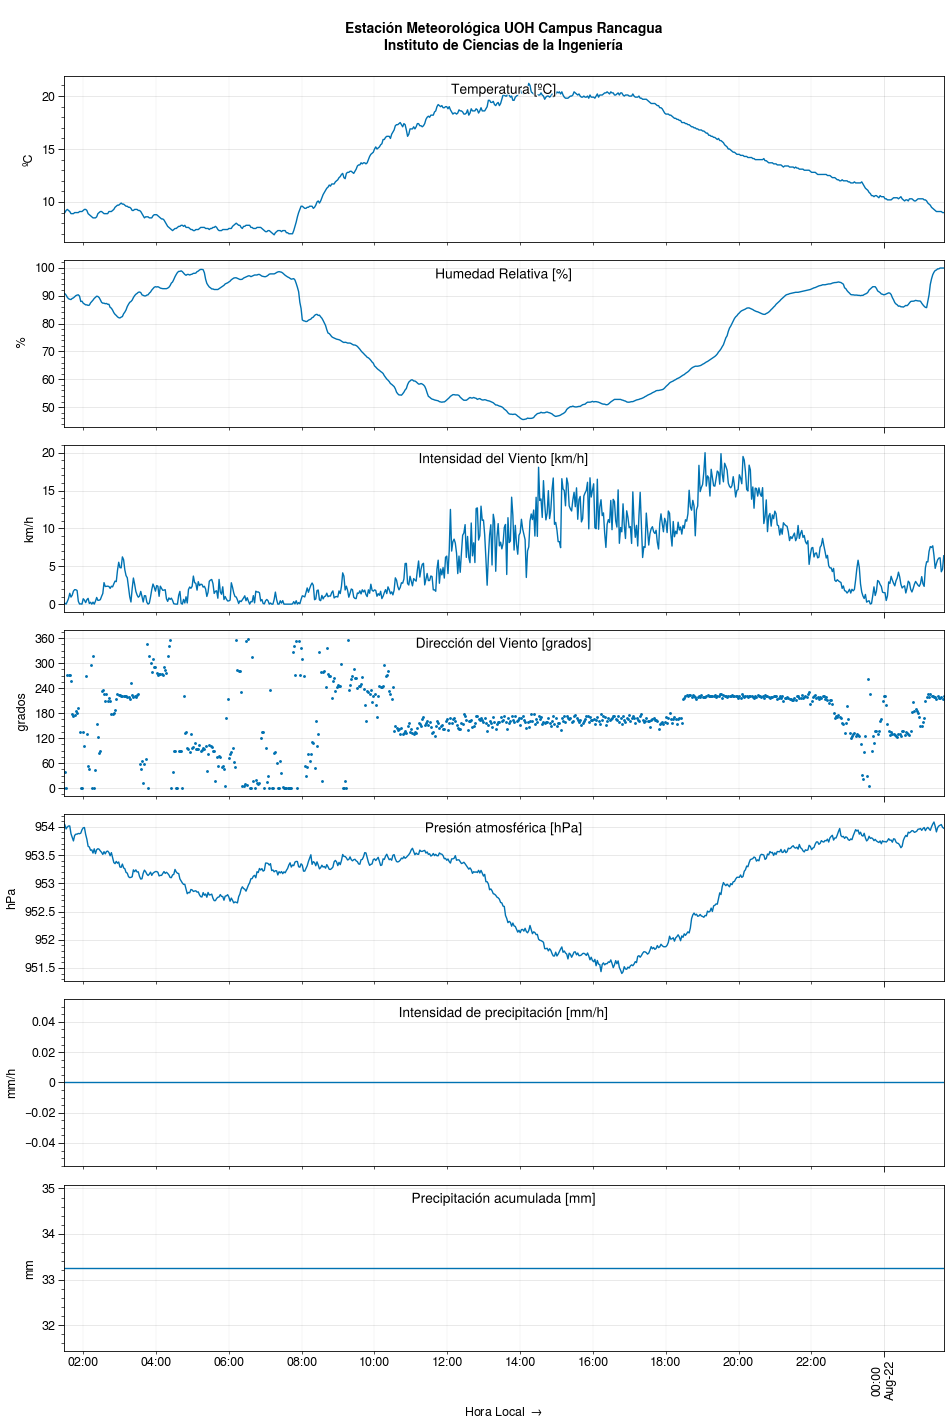 Estación Meteorológica UOH Campus Rancagua
Instituto de Ciencias de la Ingeniería
Temperatura [ºC]
20
15
10
ºC
Humedad Relativa [%]
100
90
80
70
60
50
%
Intensidad del Viento [km/h]
20
15
10
5
0
km/h
Dirección del Viento [grados]
360
300
240
180
120
60
0
grados
Presión atmosférica [hPa]
954
953.5
953
952.5
952
951.5
hPa
Intensidad de precipitación [mm/h]
0.04
0.02
0
−0.02
−0.04
mm/h
Precipitación acumulada [mm]
35
34
33
32
mm
02:00 04:00 06:00 08:00 10:00 12:00 14:00 16:00 18:00 20:00 22:00 00:00
Aug-22
Hora Local →